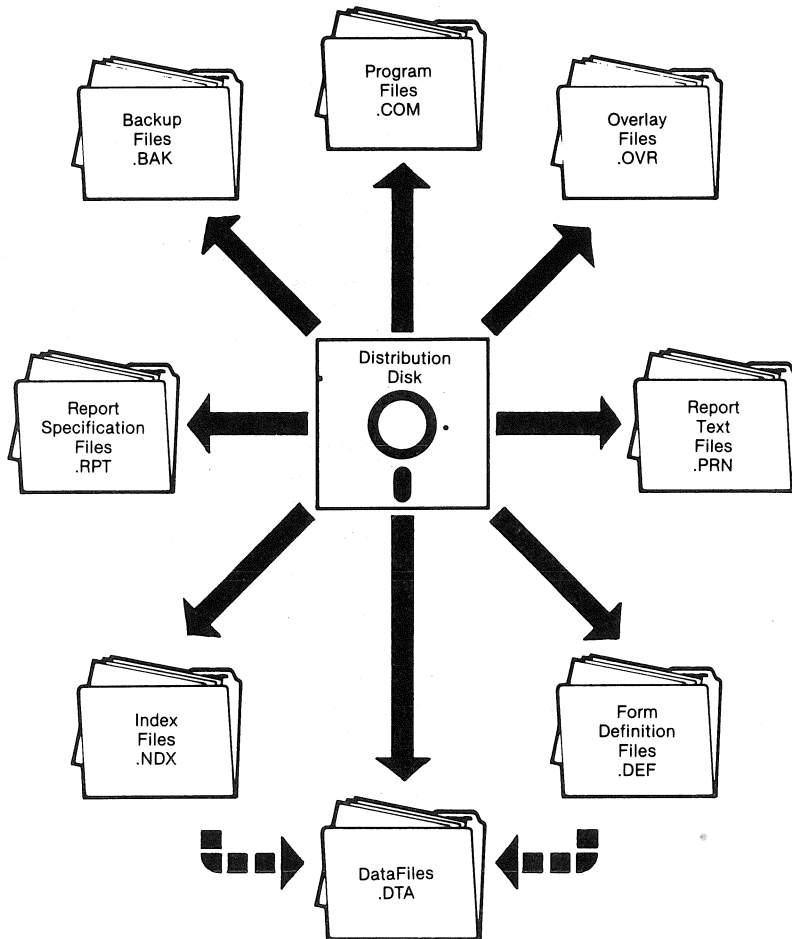 Program
Files
.COM
Backup
Files
.BAK
Overlay
Files
.OVR
Distribution
Disk
Report
Specification
Files
.RPT
Report
Text
Files
.PRN
Index
Files
.NDX
Form
Definition
Files
.DEF
DataFiles
.DTA